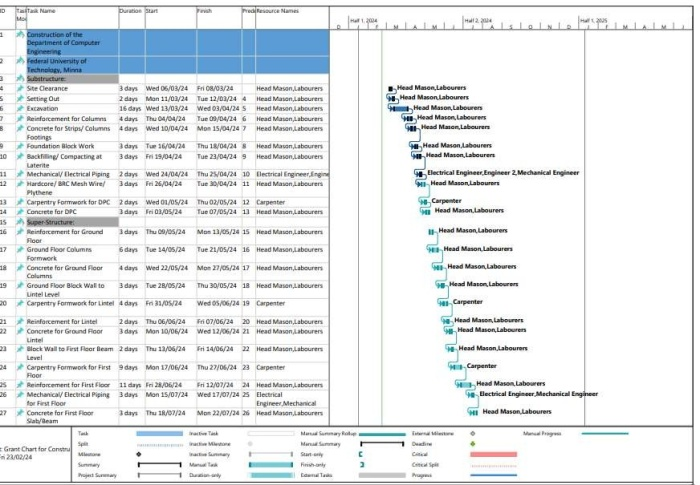 ID Task Mode Task Name Duration Start Finish Prede Resource Names
Half 1, 2024 Half 2, 2024 Half 1, 2025
D J F M A M J J A S O N D J F M A M J
1 Construction of the
Department of Computer
Engineering
2 Federal University of
Technology, Minna
3 Substructure:
4 Site Clearance 3 days Wed 06/03/24 Fri 08/03/24 Head Mason,Labourers
5 Setting Out 2 days Mon 11/03/24 Tue 12/03/24 4 Head Mason,Labourers
6 Excavation 16 days Wed 13/03/24 Wed 03/04/24 5 Head Mason,Labourers
7 Reinforcement for Columns 4 days Thu 04/04/24 Tue 09/04/24 6 Head Mason,Labourers
8 Concrete for Strips/ Columns 4 days Wed 10/04/24 Mon 15/04/24 7 Head Mason,Labourers
Footings
9 Foundation Block Work 3 days Tue 16/04/24 Thu 18/04/24 8 Head Mason,Labourers
10 Backfilling/ Compacting at 3 days Fri 19/04/24 Tue 23/04/24 9 Head Mason,Labourers
Laterite
11 Mechanical/ Electrical Piping 2 days Wed 24/04/24 Thu 25/04/24 10 Electrical Engineer,Engine Electrical Engineer,Engineer 2,Mechanical Engineer
12 Hardcore/ BRC Mesh Wire/ 3 days Fri 26/04/24 Tue 30/04/24 11 Head Mason,Labourers
Plythene
13 Carpentry Formwork for DPC 2 days Wed 01/05/24 Thu 02/05/24 12 Carpenter
14 Concrete for DPC 3 days Fri 03/05/24 Tue 07/05/24 13 Head Mason,Labourers
15 Super-Structure:
16 Reinforcement for Ground 3 days Thu 09/05/24 Mon 13/05/24 15 Head Mason,Labourers
Floor
17 Ground Floor Columns 6 days Tue 14/05/24 Tue 21/05/24 16 Head Mason,Labourers
Formwork
18 Concrete for Ground Floor 4 days Wed 22/05/24 Mon 27/05/24 17 Head Mason,Labourers
Columns
19 Ground Floor Block Wall to 3 days Tue 28/05/24 Thu 30/05/24 18 Head Mason,Labourers
Lintel Level
20 Carpentry Formwork for Lintel 4 days Fri 31/05/24 Wed 05/06/24 19 Carpenter
21 Reinforcement for Lintel 2 days Thu 06/06/24 Fri 07/06/24 20 Head Mason,Labourers
22 Concrete for Ground Floor 3 days Mon 10/06/24 Wed 12/06/24 21 Head Mason,Labourers
Lintel
23 Block Wall to First Floor Beam 2 days Thu 13/06/24 Fri 14/06/24 22 Head Mason,Labourers
Level
24 Carpentry Formwork for First 9 days Mon 17/06/24 Thu 27/06/24 23 Carpenter
Floor
25 Reinforcement for First Floor 11 days Fri 28/06/24 Fri 12/07/24 24 Head Mason,Labourers
26 Mechanical/ Electrical Piping 3 days Mon 15/07/24 Wed 17/07/24 25 Electrical Electrical Engineer,Mechanical Engineer
for First Floor Engineer,Mechanical
27 Concrete for First Floor 3 days Thu 18/07/24 Mon 22/07/24 26 Head Mason,Labourers
Slab/Beam
: Grant Chart for Constru
Fri 23/02/24
Task Inactive Task Manual Summary Rollup External Milestone Manual Progress
Split Inactive Milestone Manual Summary Deadline
Milestone Inactive Summary Start-only Critical
Summary Manual Task Finish-only Critical Split
Project Summary Duration-only External Tasks Progress